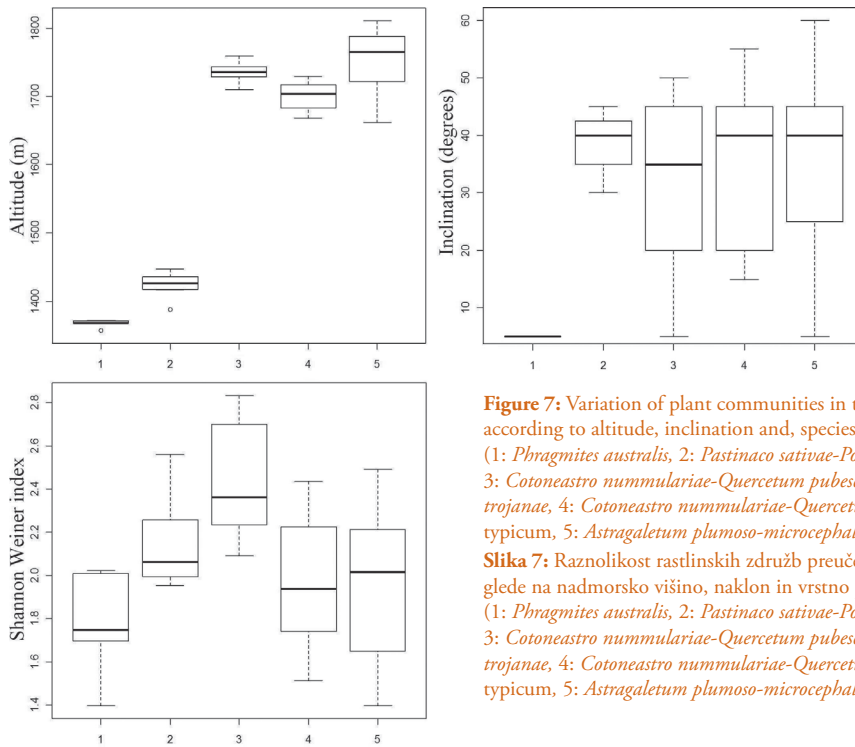 Altitude (m)
1800
1700
1600
1500
1400
1 2 3 4 5
Inclination (degrees)
60
50
40
30
20
10
1 2 3 4 5
Shannon Weiner index
2.8
2.6
2.4
2.2
2.0
1.8
1.6
1.4
1 2 3 4 5
Figure 7: Variation of plant communities in
according to altitude, inclination and, species
(1: Phragmites australis, 2: Pastinaco sativae-Po
3: Cotoneastro nummulariae-Quercetum pubes
trojanae, 4: Cotoneastro nummulariae-Querceti
typicum, 5: Astragaletum plumoso-microcephal
Slika 7: Raznolikost rastlinskih združb preuč
glede na nadmorsko višino, naklon in vrstno
(1: Phragmites australis, 2: Pastinaco sativae-Po
3: Cotoneastro nummulariae-Quercetum pubes
trojanae, 4: Cotoneastro nummulariae-Querceti
typicum, 5: Astragaletum plumoso-microcephal